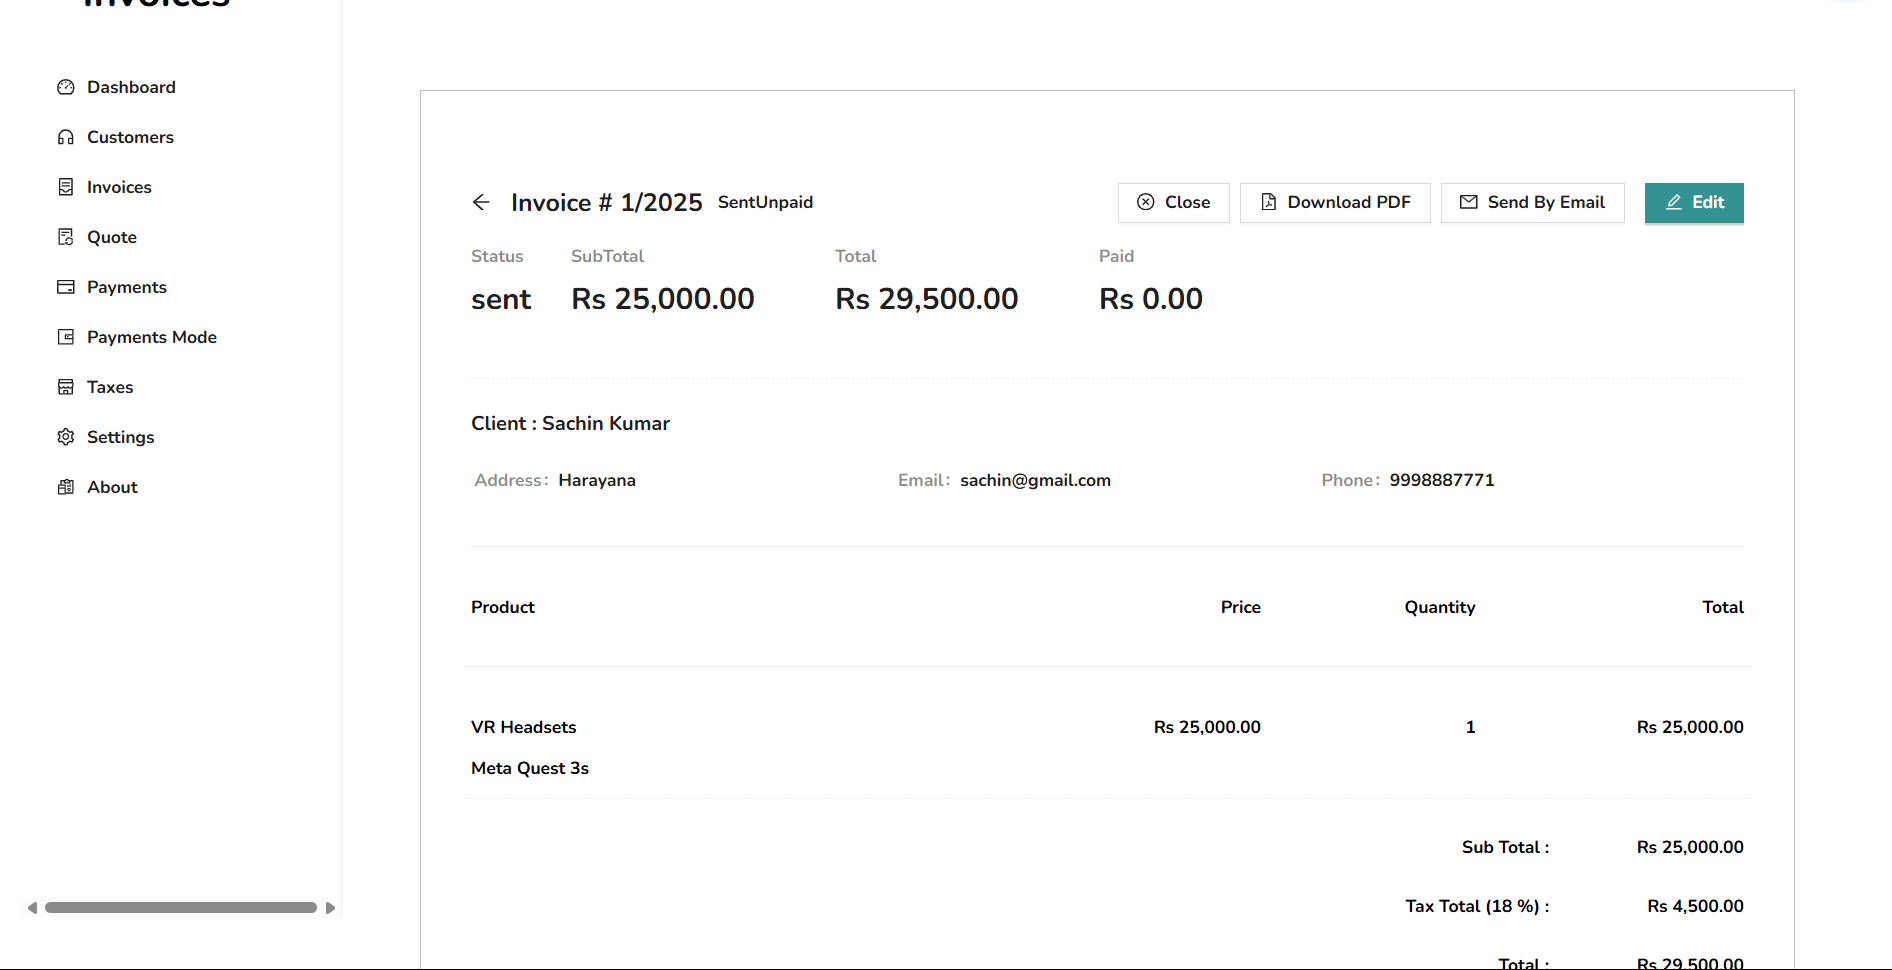 Invoices
Dashboard
Customers
Invoices
Quote
Payments
Payments Mode
Taxes
Settings
About
Invoice # 1/2025 SentUnpaid
Close Download PDF Send By Email Edit
Status SubTotal Total Paid
sent Rs 25,000.00 Rs 29,500.00 Rs 0.00
Client : Sachin Kumar
Address: Harayana Email: sachin@gmail.com Phone: 9998887771
Product Price Quantity Total
VR Headsets Rs 25,000.00 1 Rs 25,000.00
Meta Quest 3s
Sub Total : Rs 25,000.00
Tax Total (18 %) : Rs 4,500.00
Total : Rs 29,500.00